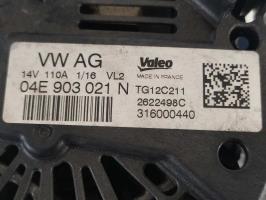 VW AG
Valeo
14V 110A 1/16 VL2
MADE IN FRANCE
04E 903 021 N
TG12C211
2622498C
316000440